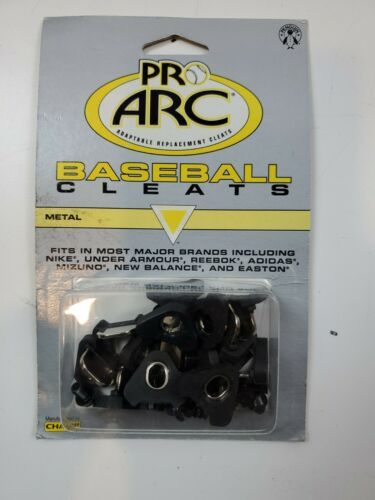 PENGUIN
PRO
ARC®
ADAPTABLE REPLACEMENT CLEATS
BASEBALL
CLEATS
METAL
FITS IN MOST MAJOR BRANDS INCLUDING
NIKE®, UNDER ARMOUR®, REEBOK®, ADIDAS®,
MIZUNO®, NEW BALANCE®, AND EASTON®